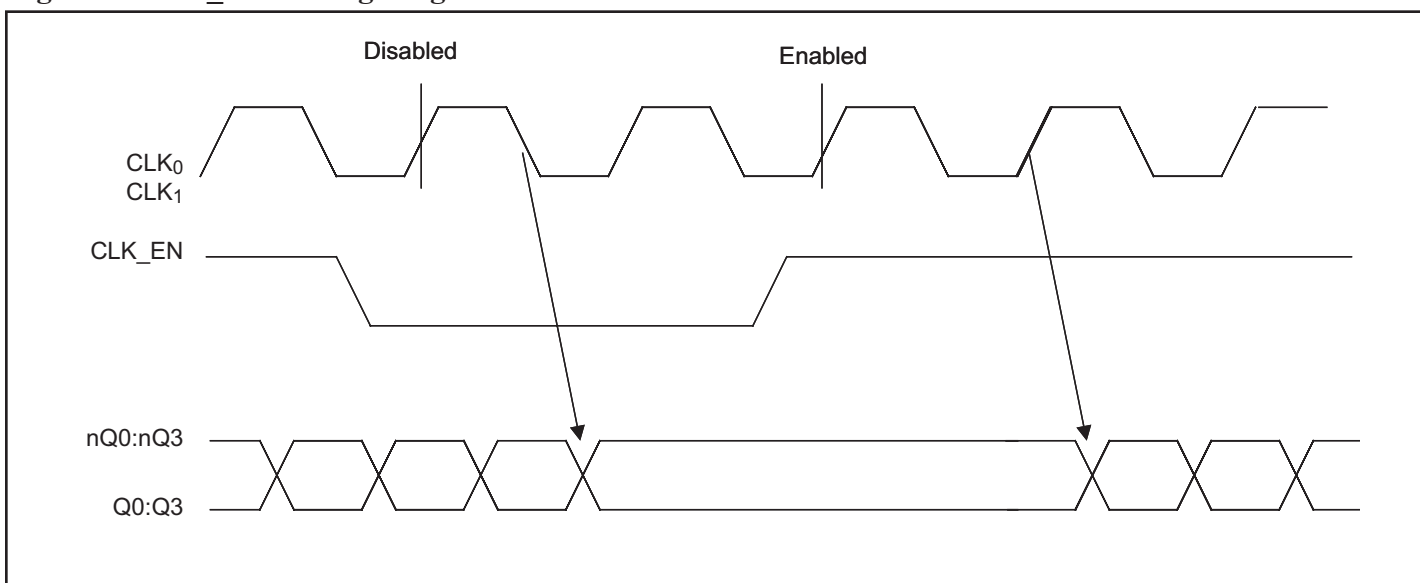 Disabled
Enabled
CLK0
CLK1
CLK_EN
nQ0:nQ3
Q0:Q3